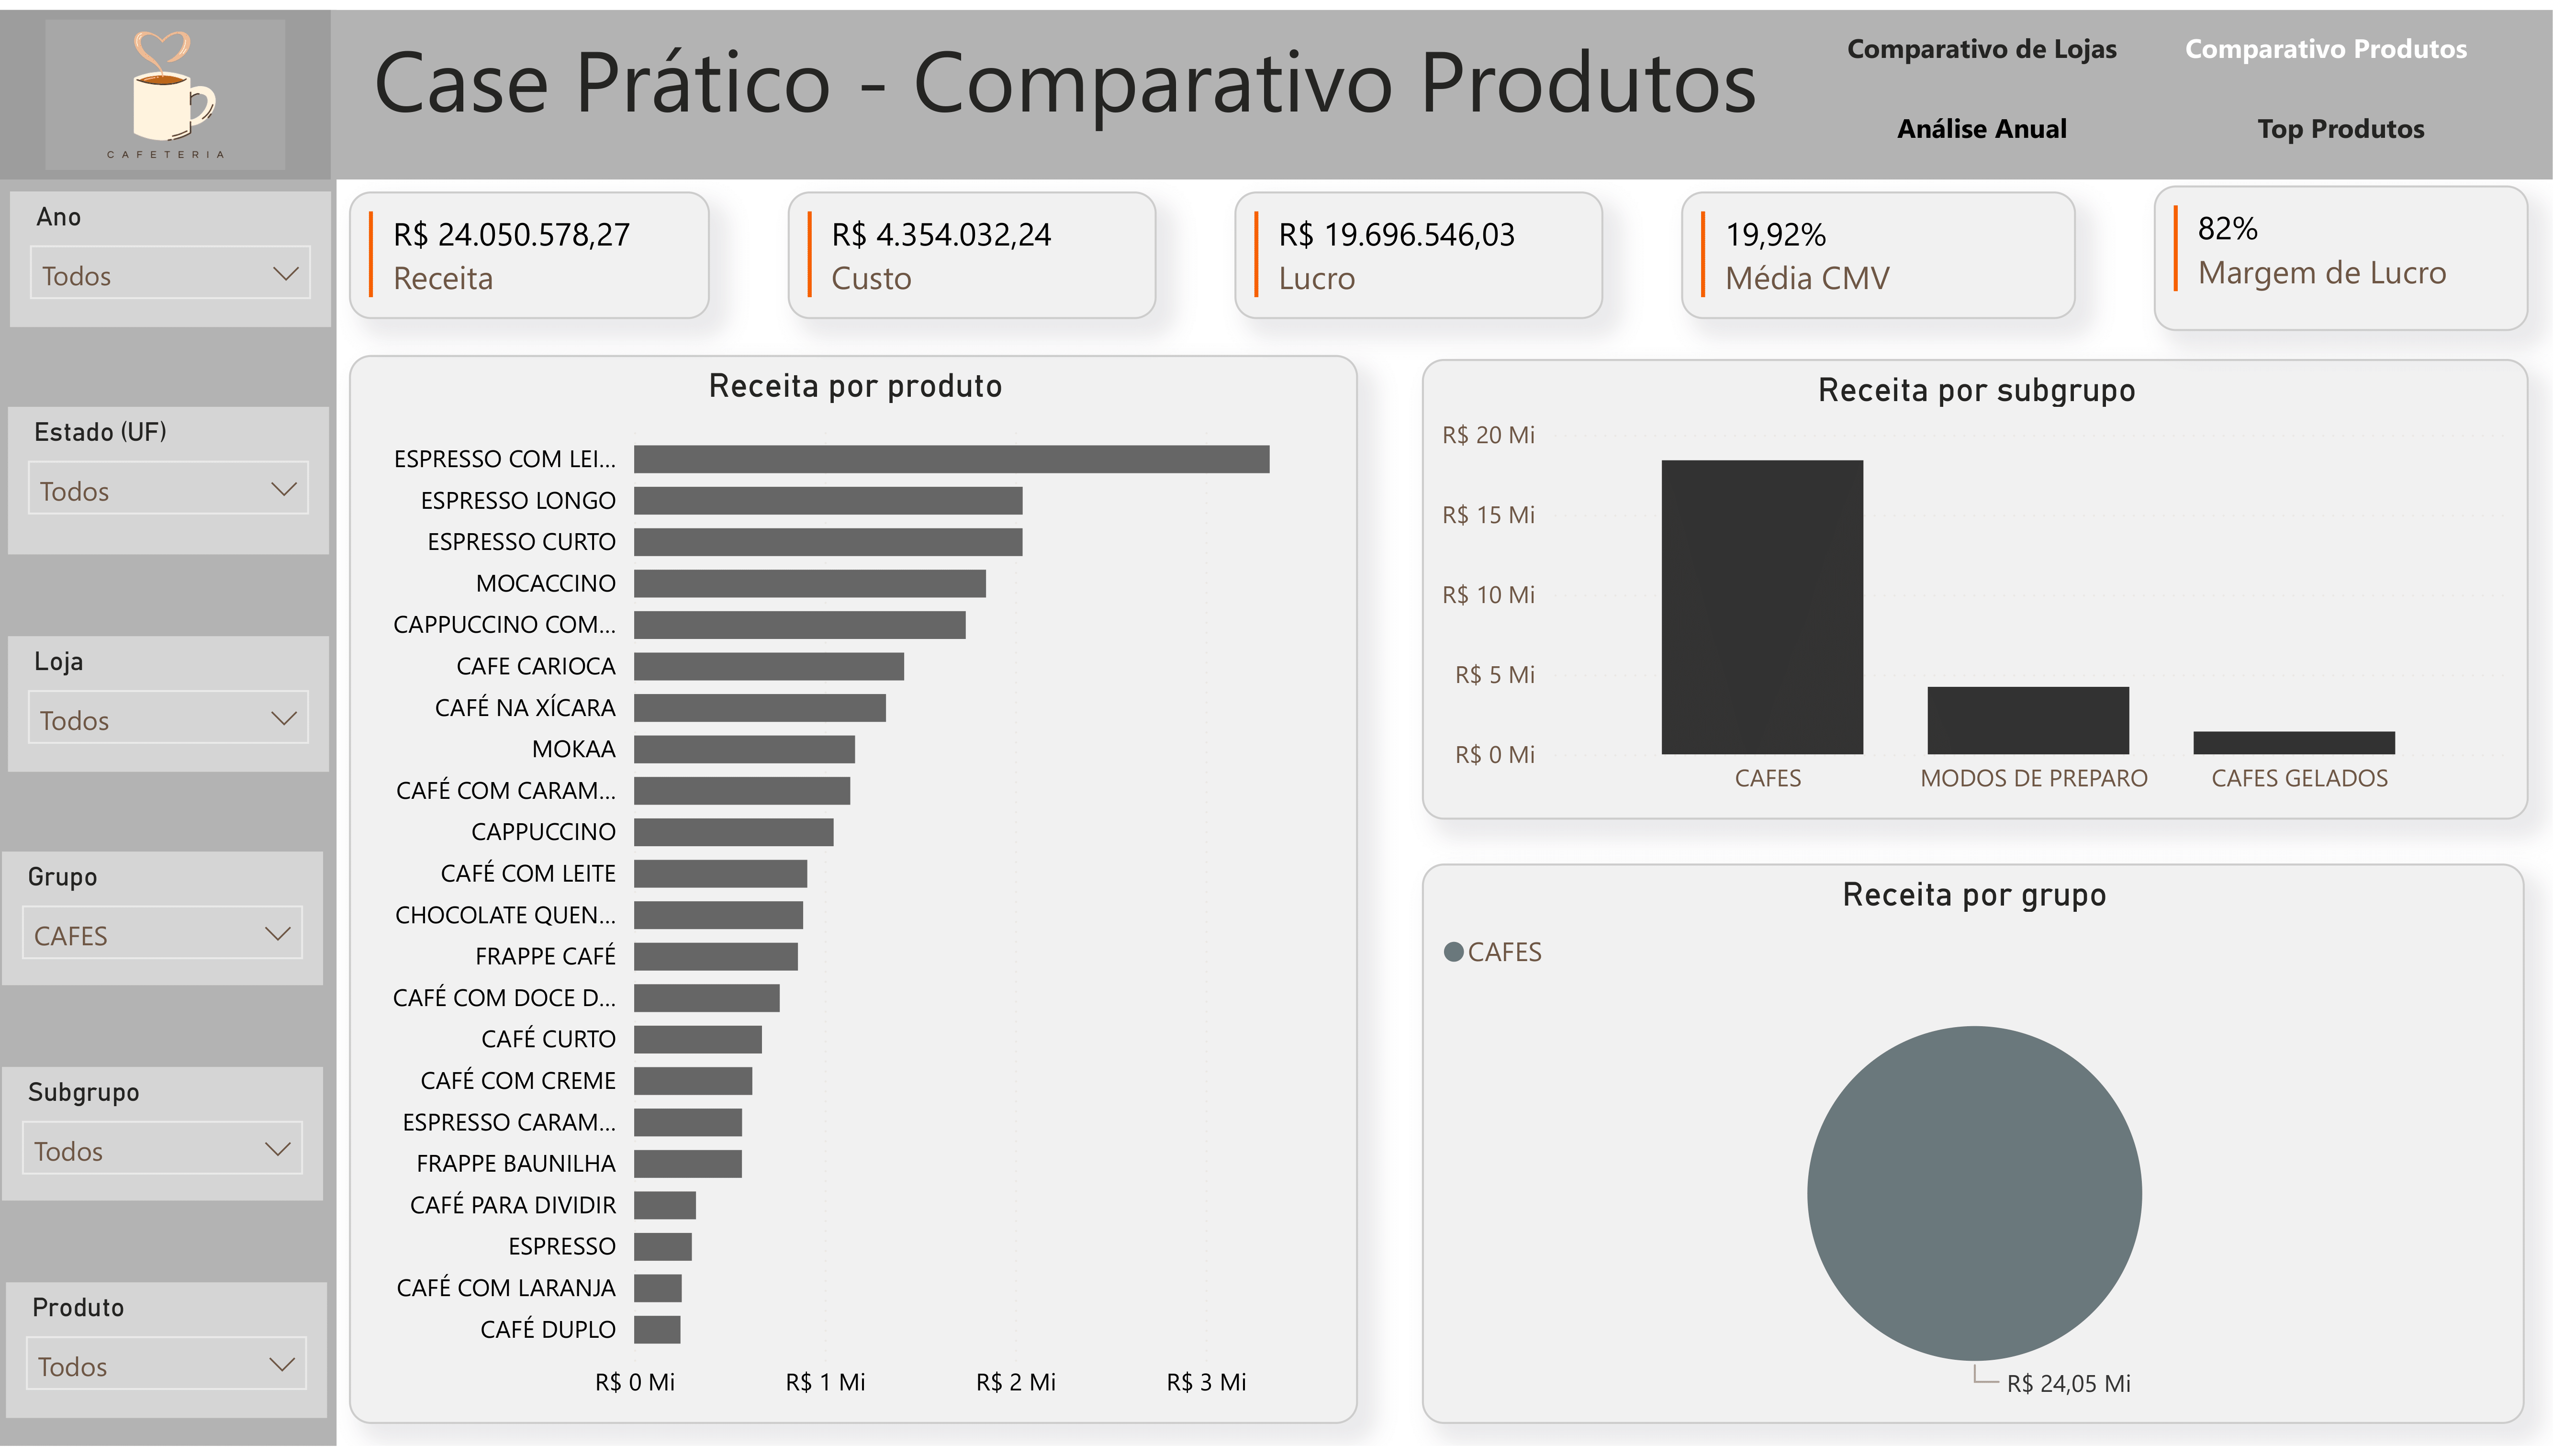 CAFETERIA
Case Prático - Comparativo Produtos
Comparativo de Lojas
Comparativo Produtos
Análise Anual
Top Produtos
Ano
Todos
Estado (UF)
Todos
Loja
Todos
Grupo
CAFES
Subgrupo
Todos
Produto
Todos
R$ 24.050.578,27
Receita
R$ 4.354.032,24
Custo
R$ 19.696.546,03
Lucro
19,92%
Média CMV
82%
Margem de Lucro
Receita por produto
ESPRESSO COM LEI...
ESPRESSO LONGO
ESPRESSO CURTO
MOCACCINO
CAPPUCCINO COM...
CAFE CARIOCA
CAFÉ NA XÍCARA
MOKAA
CAFÉ COM CARAM...
CAPPUCCINO
CAFÉ COM LEITE
CHOCOLATE QUEN...
FRAPPE CAFÉ
CAFÉ COM DOCE D...
CAFÉ CURTO
CAFÉ COM CREME
ESPRESSO CARAM...
FRAPPE BAUNILHA
CAFÉ PARA DIVIDIR
ESPRESSO
CAFÉ COM LARANJA
CAFÉ DUPLO
R$ 0 Mi
R$ 1 Mi
R$ 2 Mi
R$ 3 Mi
Receita por subgrupo
R$ 20 Mi
R$ 15 Mi
R$ 10 Mi
R$ 5 Mi
R$ 0 Mi
CAFES
MODOS DE PREPARO
CAFES GELADOS
Receita por grupo
CAFES
R$ 24,05 Mi